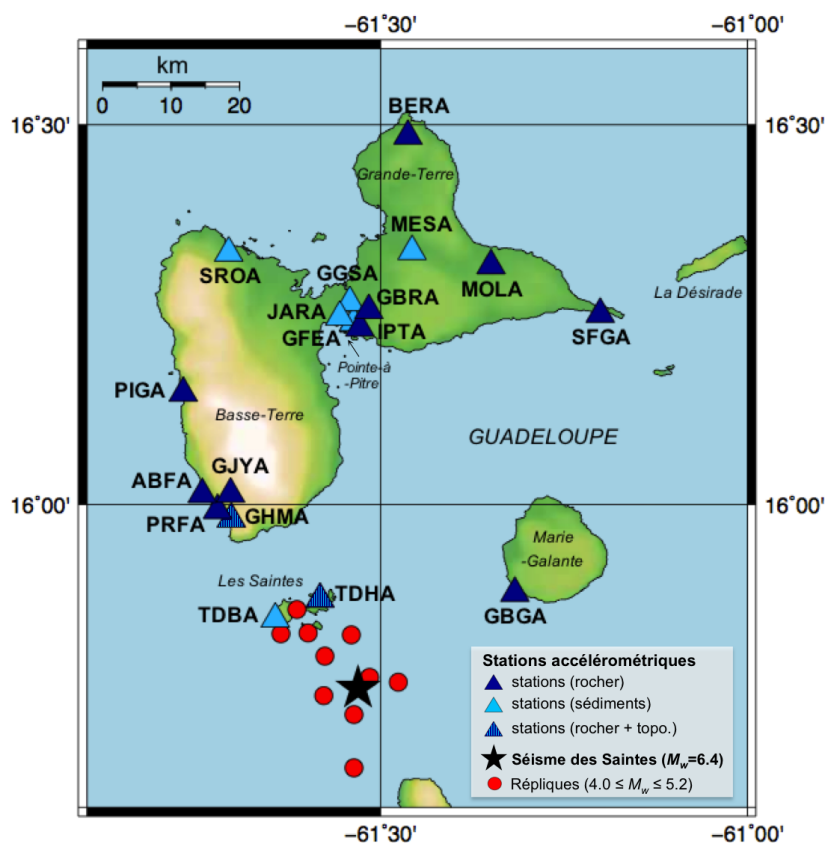 −61˚30'
−61˚00'
km
0 10 20
BERA
16˚30'
16˚30'
Grande-Terre
MESA
SROA
GGSA
MOLA
La Désirade
JARA
GBRA
GFEA
IPTA
SFGA
Pointe-à
-Pitre
PIGA
Basse-Terre
GUADELOUPE
GJYA
ABFA
16˚00'
16˚00'
PRFA
GHMA
Marie
-Galante
Les Saintes
TDHA
TDBA
GBGA
Stations accélérométriques
stations (rocher)
stations (sédiments)
stations (rocher + topo.)
Séisme des Saintes (Mw=6.4)
Répliques (4.0 ≤ Mw ≤ 5.2)
−61˚30'
−61˚00'